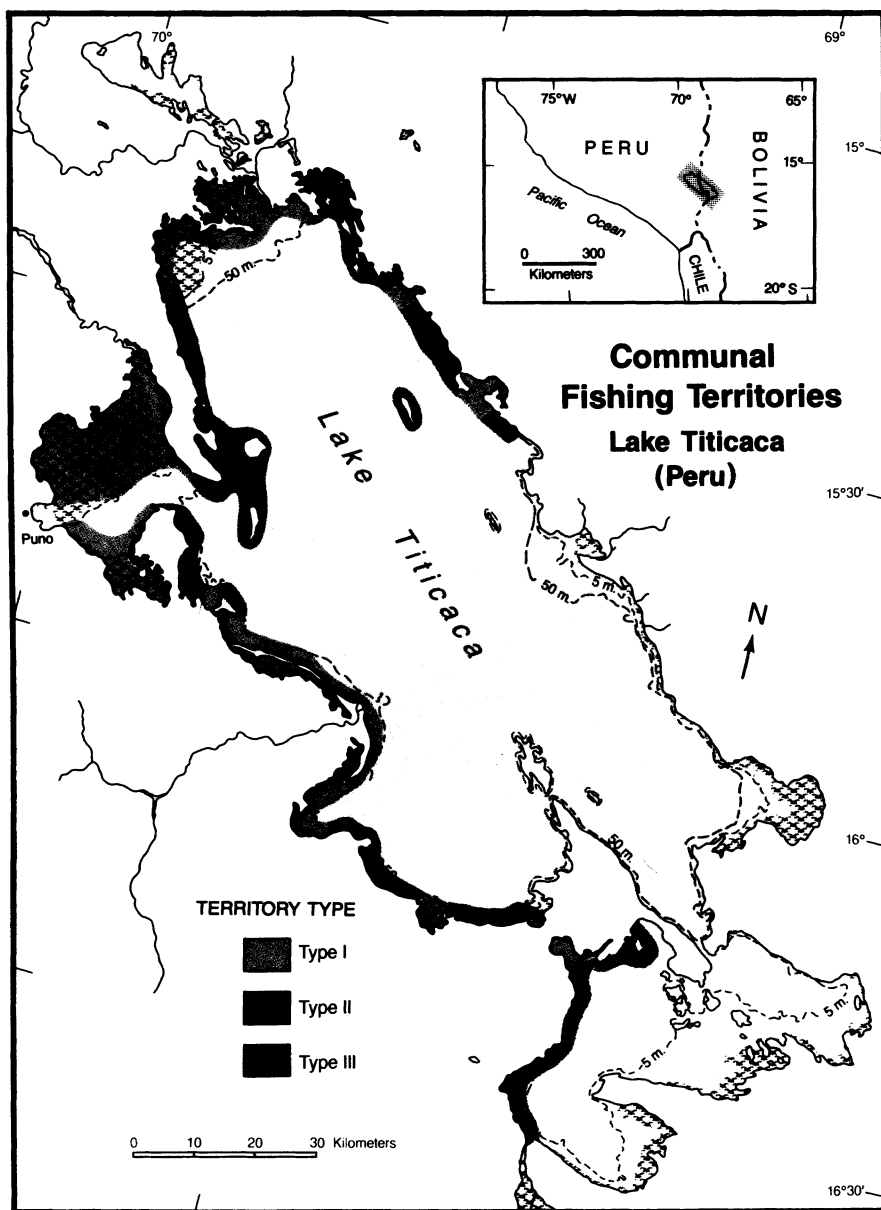 70°
69°
75°W
70°
65°
PERU
BOLIVIA
15°
15°
Pacific
Ocean
0 300
Kilometers
CHILE
20° S
50 m.
Communal
Fishing Territories
Lake Titicaca
(Peru)
Lake
Titicaca
15°30'
Puno
5 m.
50 m.
N
16°
50 m.
TERRITORY TYPE
Type I
Type II
Type III
5 m.
5 m.
0 10 20 30 Kilometers
16°30'